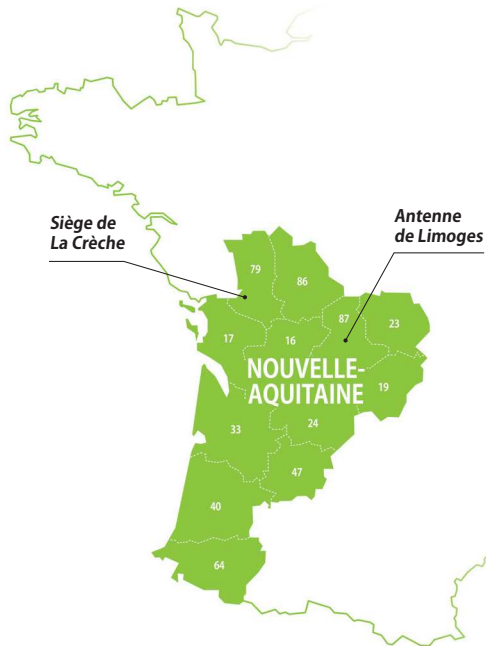 Siège de
La Crèche
Antenne
de Limoges
79
86
87
23
17
16
NOUVELLE-
AQUITAINE
19
33
24
47
40
64